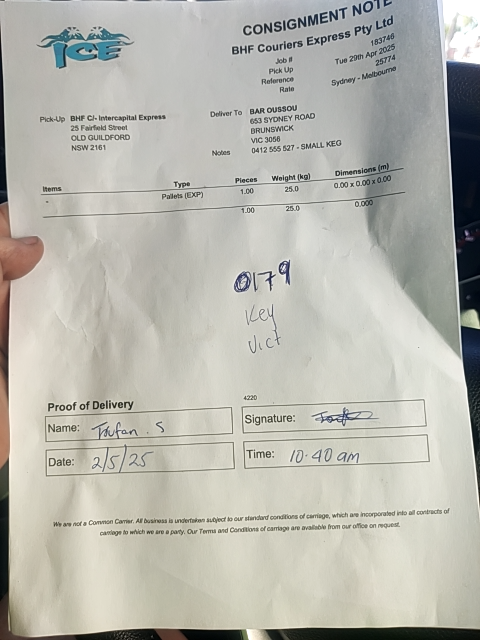 ICE
CONSIGNMENT NOTE
BHF Couriers Express Pty Ltd
Job # 183746
Pick Up Tue 29th Apr 2025
Reference 25774
Rate Sydney - Melbourne
Pick-Up BHF C/- Intercapital Express
25 Fairfield Street
OLD GUILDFORD
NSW 2161
Deliver To BAR OUSSOU
653 SYDNEY ROAD
BRUNSWICK
VIC 3056
Notes 0412 555 527 - SMALL KEG
Items Type Pieces Weight (kg) Dimensions (m)
- Pallets (EXP) 1.00 25.0 0.00 x 0.00 x 0.00
1.00 25.0 0.000
0179
Key
Vict
Proof of Delivery
4220
Name: Toufan . S
Signature:
Date: 2/5/25
Time: 10-40 am
We are not a Common Carrier. All business is undertaken subject to our standard conditions of carriage, which are incorporated into all contracts of
carriage to which we are a party. Our Terms and Conditions of carriage are available from our office on request.